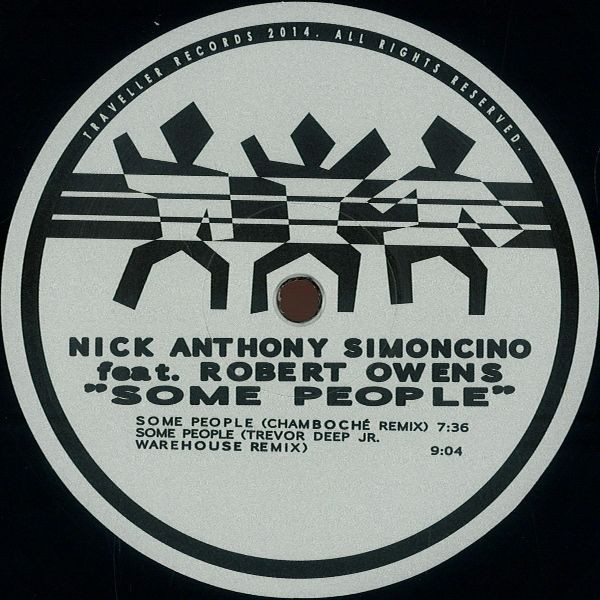 TRAVELLER RECORDS 2014. ALL RIGHTS RESERVED.
NICK ANTHONY SIMONCINO
feat. ROBERT OWENS
"SOME PEOPLE"
SOME PEOPLE (CHAMBOCHÉ REMIX) 7:36
SOME PEOPLE (TREVOR DEEP JR.
WAREHOUSE REMIX) 9:04